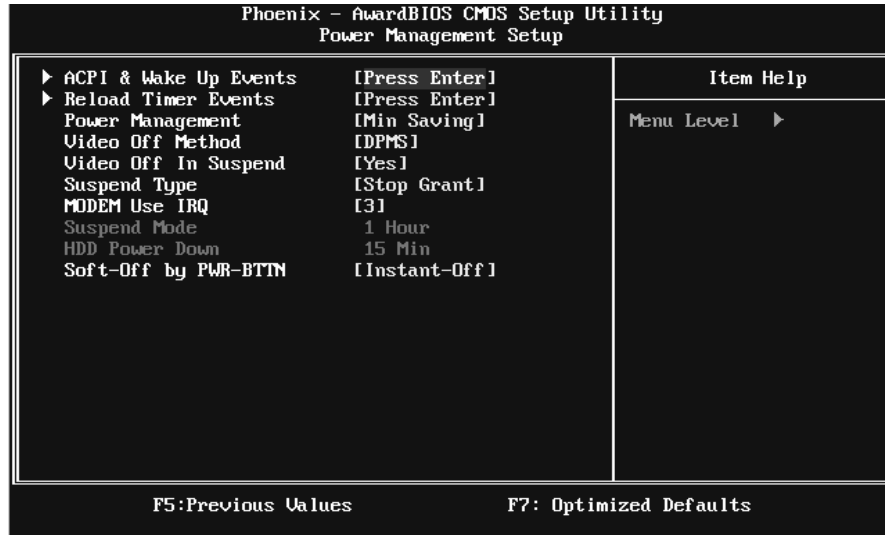 Phoenix – AwardBIOS CMOS Setup Utility
Power Management Setup
ACPI & Wake Up Events [Press Enter]
Reload Timer Events [Press Enter]
Power Management [Min Saving]
Video Off Method [DPMS]
Video Off In Suspend [Yes]
Suspend Type [Stop Grant]
MODEM Use IRQ [3]
Suspend Mode 1 Hour
HDD Power Down 15 Min
Soft-Off by PWR-BTTN [Instant-Off]
Item Help
Menu Level
F5:Previous Values F7: Optimized Defaults